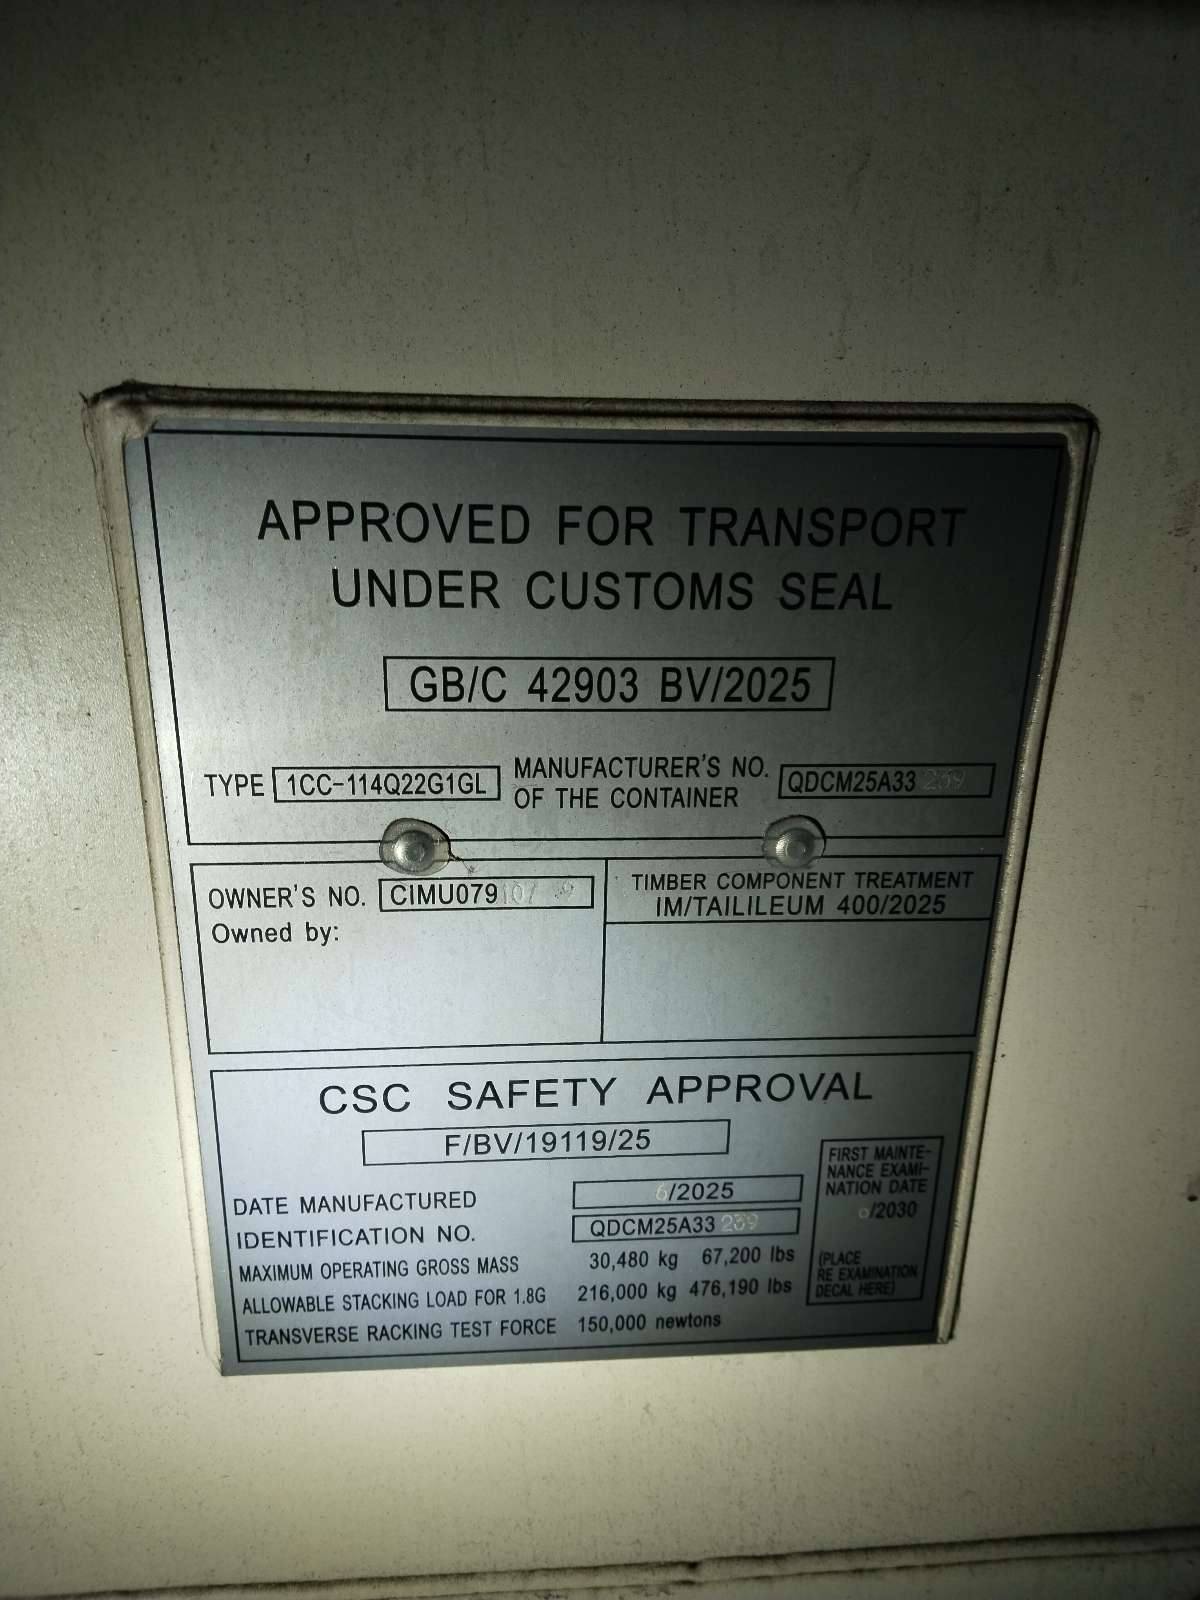 APPROVED FOR TRANSPORT
UNDER CUSTOMS SEAL
GB/C 42903 BV/2025
TYPE 1CC-114Q22G1GL
MANUFACTURER'S NO.
OF THE CONTAINER
QDCM25A33 239
OWNER'S NO.
Owned by:
TIMBER COMPONENT TREATMENT
IM/TAILILEUM 400/2025
CSC SAFETY APPROVAL
F/BV/19119/25
DATE MANUFACTURED 6/2025
IDENTIFICATION NO. QDCM25A33 239
MAXIMUM OPERATING GROSS MASS 30,480 kg 67,200 lbs
ALLOWABLE STACKING LOAD FOR 1.8G 216,000 kg 476,190 lbs
TRANSVERSE RACKING TEST FORCE 150,000 newtons
FIRST MAINTE-
NANCE EXAMI-
NATION DATE
6/2030
(PLACE
RE EXAMINATION
DECAL HERE)